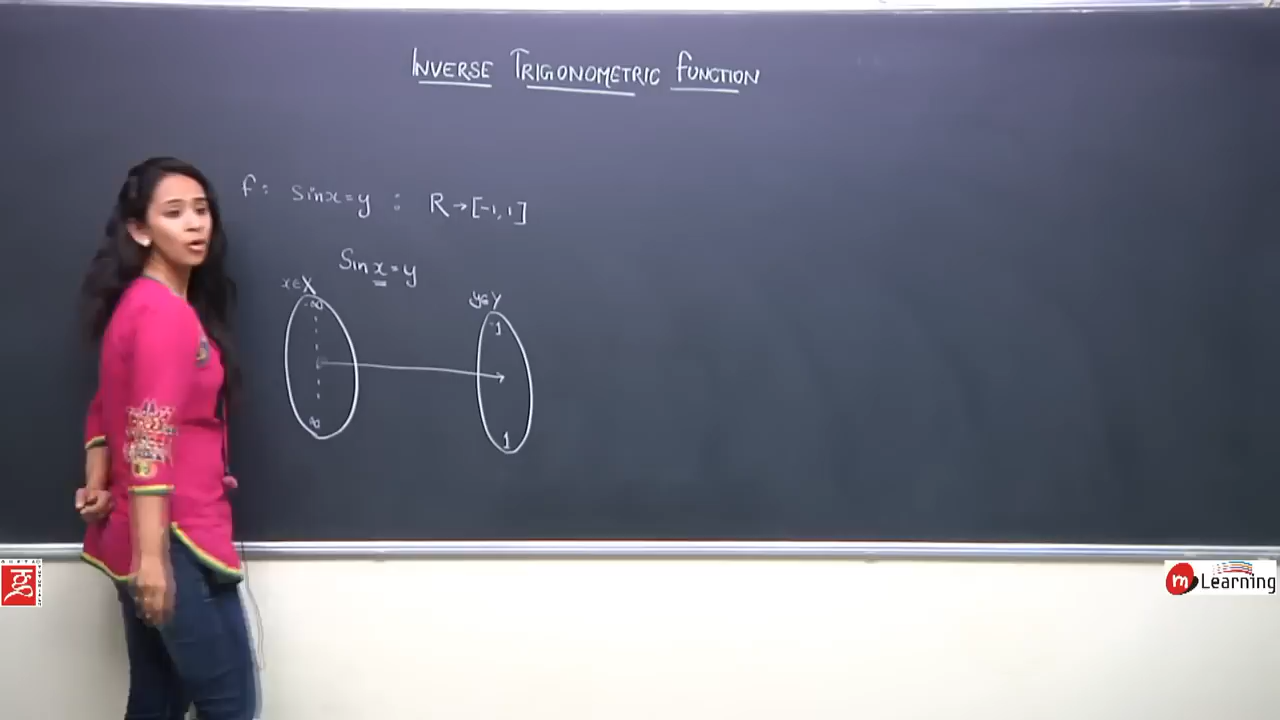 INVERSE TRIGONOMETRIC FUNCTION
f: Sinx=y : R→[-1,1]
Sin x=y
x∈X
y∈Y
-∞
-1
∞
1
m Learning